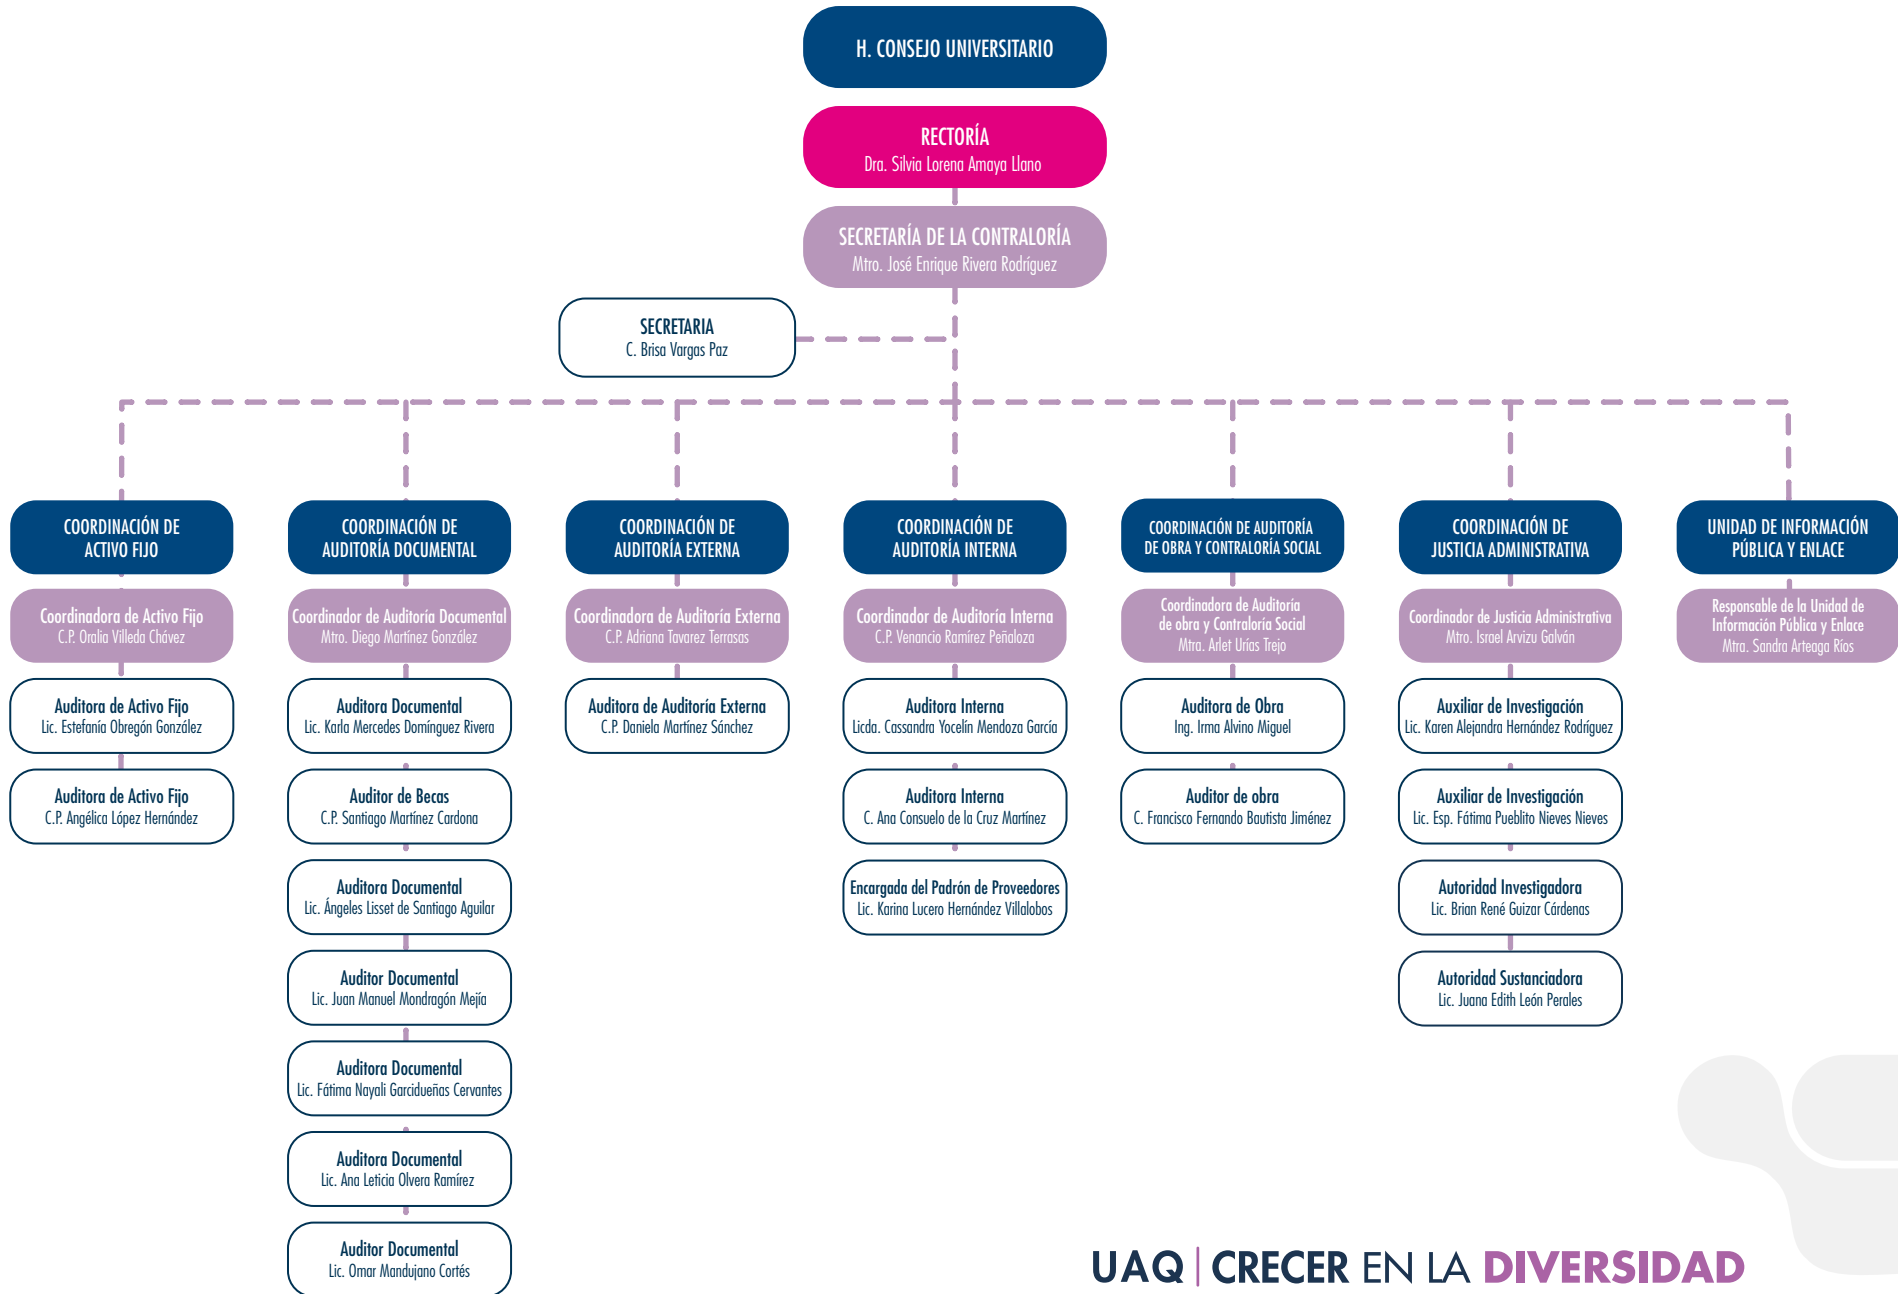 H. CONSEJO UNIVERSITARIO
RECTORÍA
Dra. Silvia Lorena Amaya Llano
SECRETARÍA DE LA CONTRALORÍA
Mtro. José Enrique Rivera Rodríguez
SECRETARIA
C. Brisa Vargas Paz
COORDINACIÓN DE
ACTIVO FIJO
Coordinadora de Activo Fijo
C.P. Oralia Villeda Chávez
Auditora de Activo Fijo
Lic. Estefanía Obregón González
Auditora de Activo Fijo
C.P. Angélica López Hernández
COORDINACIÓN DE
AUDITORÍA DOCUMENTAL
Coordinador de Auditoría Documental
Mtro. Diego Martínez González
Auditora Documental
Lic. Karla Mercedes Domínguez Rivera
Auditor de Becas
C.P. Santiago Martínez Cardona
Auditora Documental
Lic. Ángeles Lisset de Santiago Aguilar
Auditor Documental
Lic. Juan Manuel Mondragón Mejía
Auditora Documental
Lic. Fátima Nayali Garcidueñas Cervantes
Auditora Documental
Lic. Ana Leticia Olvera Ramírez
Auditor Documental
Lic. Omar Mandujano Cortés
COORDINACIÓN DE
AUDITORÍA EXTERNA
Coordinadora de Auditoría Externa
C.P. Adriana Tavarez Terrasas
Auditora de Auditoría Externa
C.P. Daniela Martínez Sánchez
COORDINACIÓN DE
AUDITORÍA INTERNA
Coordinador de Auditoría Interna
C.P. Venancio Ramírez Peñaloza
Auditora Interna
Licda. Cassandra Yocelín Mendoza García
Auditora Interna
C. Ana Consuelo de la Cruz Martínez
Encargada del Padrón de Proveedores
Lic. Karina Lucero Hernández Villalobos
COORDINACIÓN DE AUDITORÍA
DE OBRA Y CONTRALORÍA SOCIAL
Coordinadora de Auditoría
de obra y Contraloría Social
Mtra. Arlet Urías Trejo
Auditora de Obra
Ing. Irma Alvino Miguel
Auditor de obra
C. Francisco Fernando Bautista Jiménez
COORDINACIÓN DE
JUSTICIA ADMINISTRATIVA
Coordinador de Justicia Administrativa
Mtro. Israel Arvizu Galván
Auxiliar de Investigación
Lic. Karen Alejandra Hernández Rodríguez
Auxiliar de Investigación
Lic. Esp. Fátima Pueblito Nieves Nieves
Autoridad Investigadora
Lic. Brian René Guizar Cárdenas
Autoridad Sustanciadora
Lic. Juana Edith León Perales
UNIDAD DE INFORMACIÓN
PÚBLICA Y ENLACE
Responsable de la Unidad de
Información Pública y Enlace
Mtra. Sandra Arteaga Ríos
UAQ | CRECER EN LA DIVERSIDAD